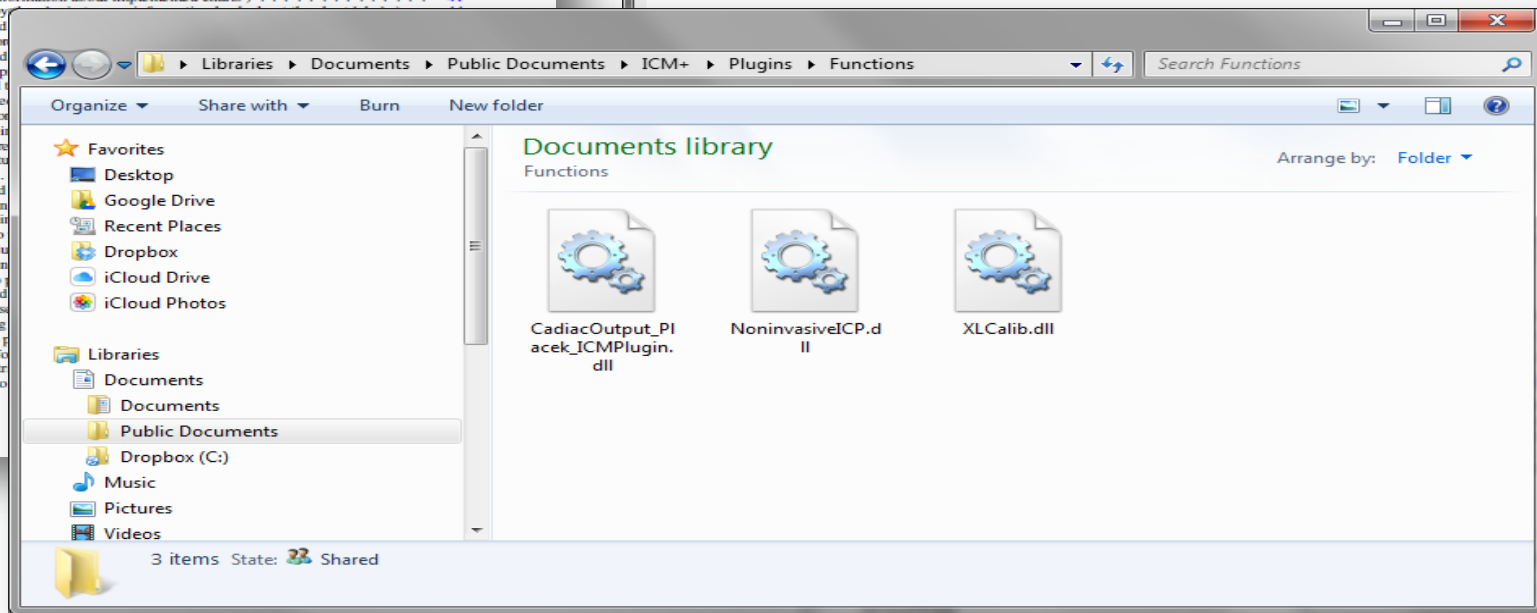 Libraries ▸ Documents ▸ Public Documents ▸ ICM+ ▸ Plugins ▸ Functions
Search Functions
Organize Share with Burn New folder
Favorites
Desktop
Google Drive
Recent Places
Dropbox
iCloud Drive
iCloud Photos
Libraries
Documents
Documents
Public Documents
Dropbox (C:)
Music
Pictures
Videos
Documents library
Functions
Arrange by: Folder
CadiacOutput_Pl
acek_ICMPlugin.
dll
NoninvasiveICP.d
ll
XLCalib.dll
3 items State: Shared